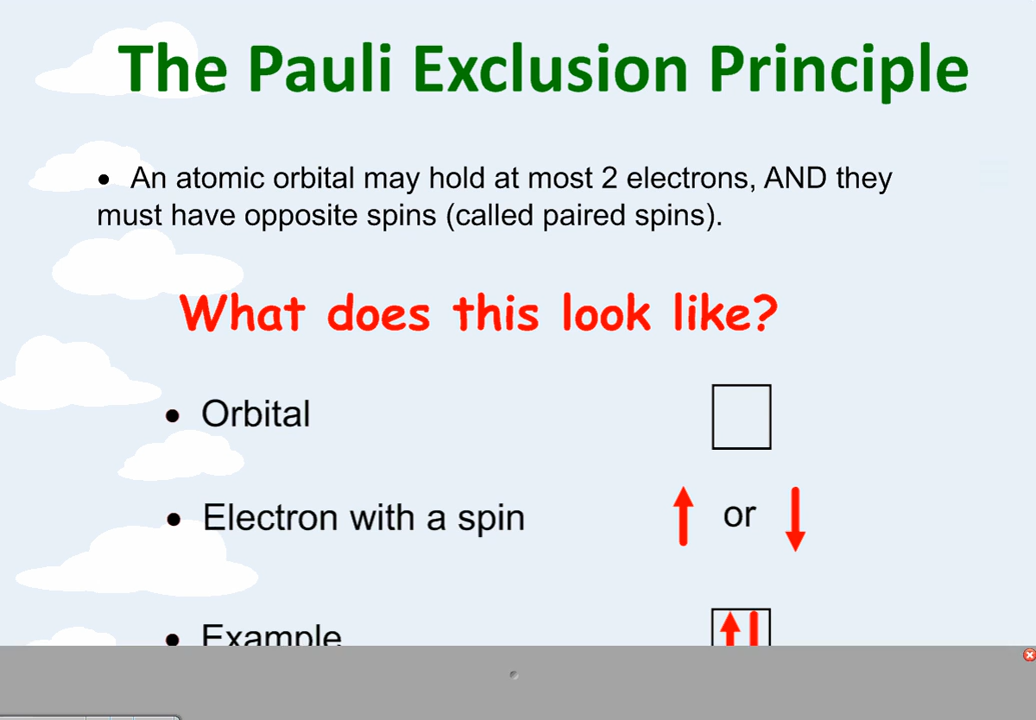 The Pauli Exclusion Principle
• An atomic orbital may hold at most 2 electrons, AND they
must have opposite spins (called paired spins).
What does this look like?
• Orbital
• Electron with a spin or
• Example